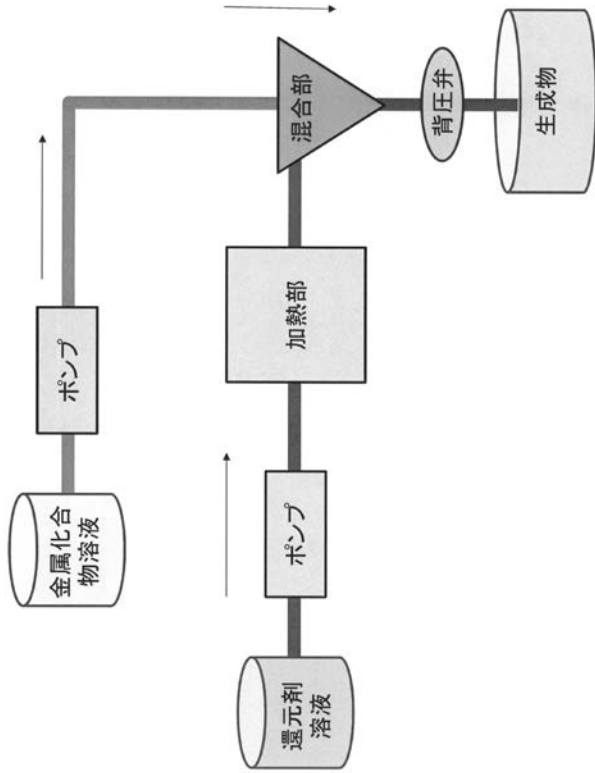 金属化合
物溶液
ポンプ
還元剤
溶液
ポンプ
加熱部
混合部
背圧弁
生成物